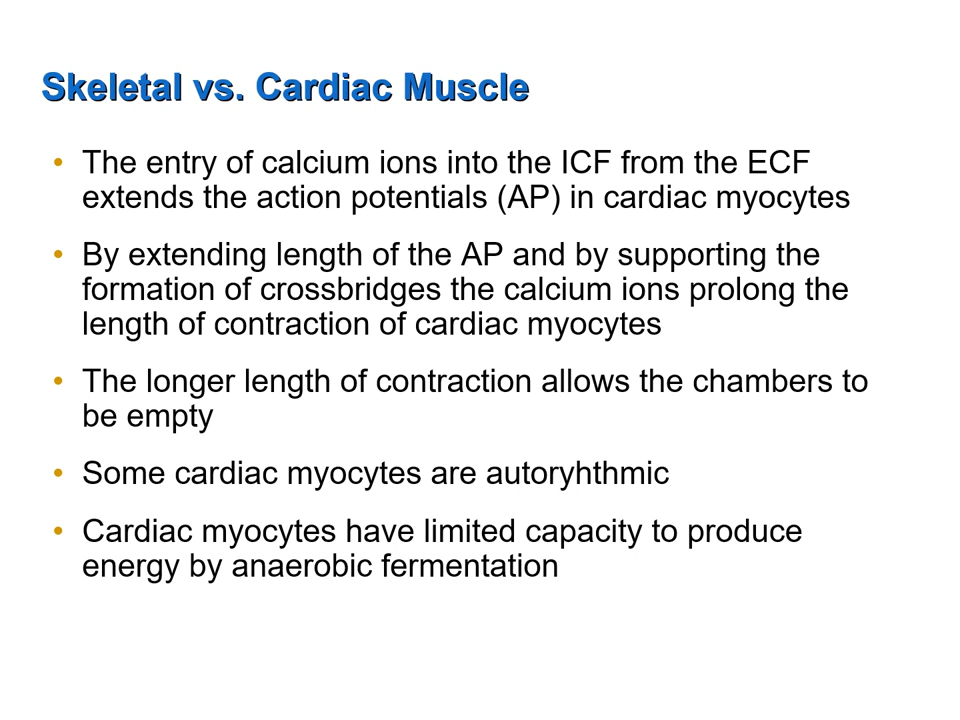 Skeletal vs. Cardiac Muscle
• The entry of calcium ions into the ICF from the ECF
extends the action potentials (AP) in cardiac myocytes
• By extending length of the AP and by supporting the
formation of crossbridges the calcium ions prolong the
length of contraction of cardiac myocytes
• The longer length of contraction allows the chambers to
be empty
• Some cardiac myocytes are autoryhthmic
• Cardiac myocytes have limited capacity to produce
energy by anaerobic fermentation